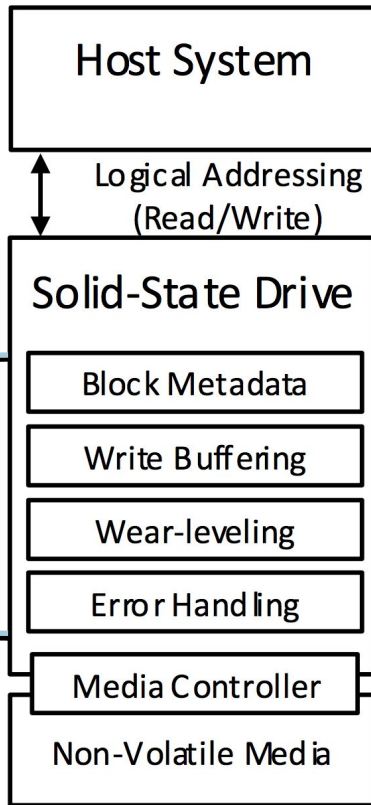 Host System
Logical Addressing
(Read/Write)
Solid-State Drive
Block Metadata
Write Buffering
Wear-leveling
Error Handling
Media Controller
Non-Volatile Media